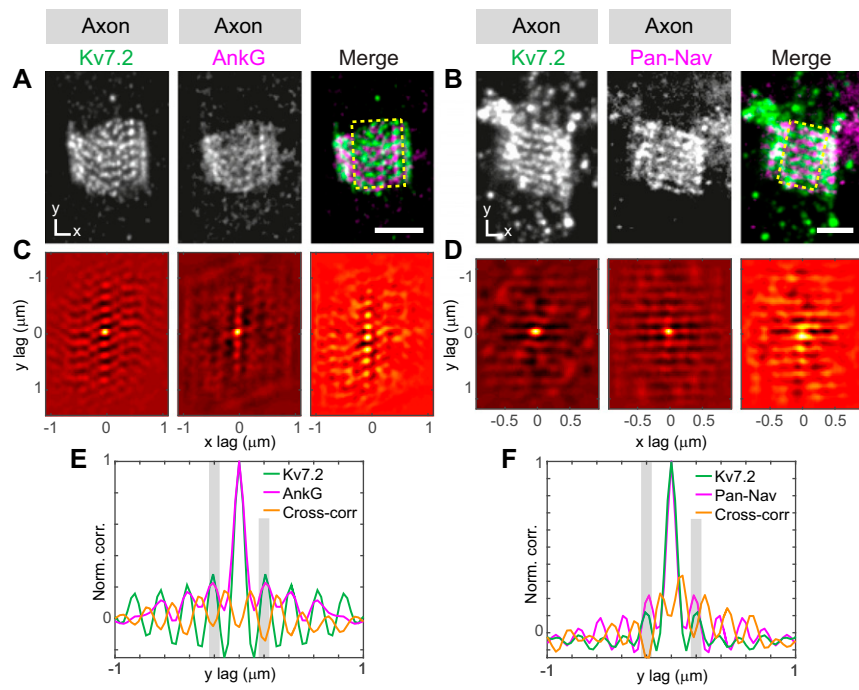 Axon Axon
Kv7.2 AnkG Merge
A
y
x
Axon Axon
Kv7.2 Pan-Nav Merge
B
y
x
C
y lag (μm)
-1
0
1
-1 0 1 -1 0 1 -1 0 1
x lag (μm)
D
y lag (μm)
-1
0
1
-0.5 0 0.5 -0.5 0 0.5 -0.5 0 0.5
x lag (μm)
E
Norm. corr.
1
0
Kv7.2
AnkG
Cross-corr
-1 1
y lag (μm)
F
Norm. corr.
1
0
Kv7.2
Pan-Nav
Cross-corr
-1 1
y lag (μm)